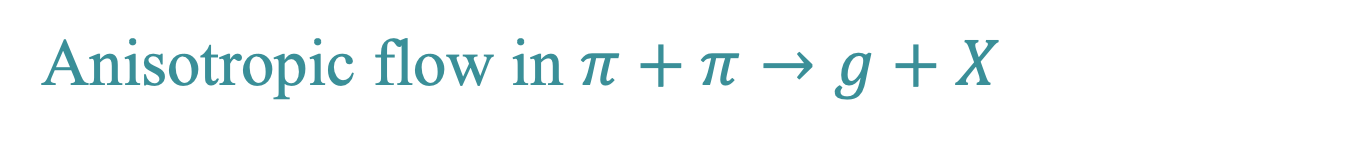 Anisotropic flow in π + π → g + X